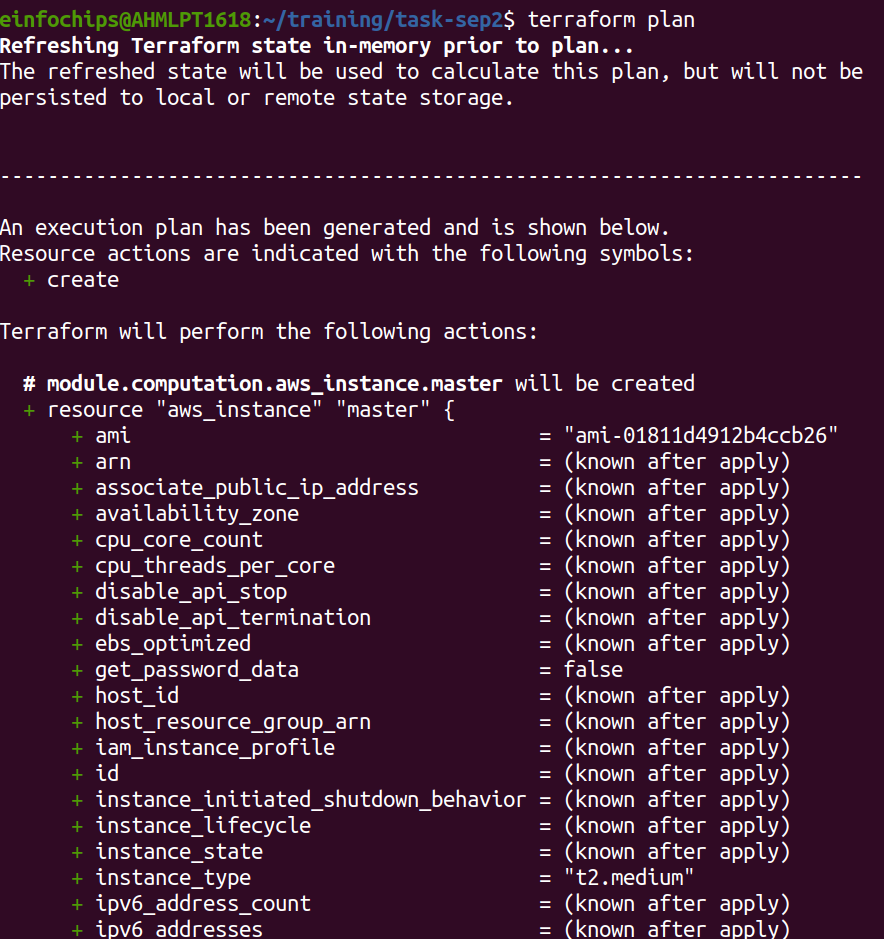 einfochips@AHMLPT1618:~/training/task-sep2$ terraform plan
Refreshing Terraform state in-memory prior to plan...
The refreshed state will be used to calculate this plan, but will not be
persisted to local or remote state storage.
------------------------------------------------------------------------
An execution plan has been generated and is shown below.
Resource actions are indicated with the following symbols:
  + create
Terraform will perform the following actions:
  # module.computation.aws_instance.master will be created
  + resource "aws_instance" "master" {
      + ami                                  = "ami-01811d4912b4ccb26"
      + arn                                  = (known after apply)
      + associate_public_ip_address          = (known after apply)
      + availability_zone                    = (known after apply)
      + cpu_core_count                       = (known after apply)
      + cpu_threads_per_core                 = (known after apply)
      + disable_api_stop                     = (known after apply)
      + disable_api_termination              = (known after apply)
      + ebs_optimized                        = (known after apply)
      + get_password_data                    = false
      + host_id                              = (known after apply)
      + host_resource_group_arn              = (known after apply)
      + iam_instance_profile                 = (known after apply)
      + id                                   = (known after apply)
      + instance_initiated_shutdown_behavior = (known after apply)
      + instance_lifecycle                   = (known after apply)
      + instance_state                       = (known after apply)
      + instance_type                        = "t2.medium"
      + ipv6_address_count                   = (known after apply)
      + ipv6_addresses                       = (known after apply)